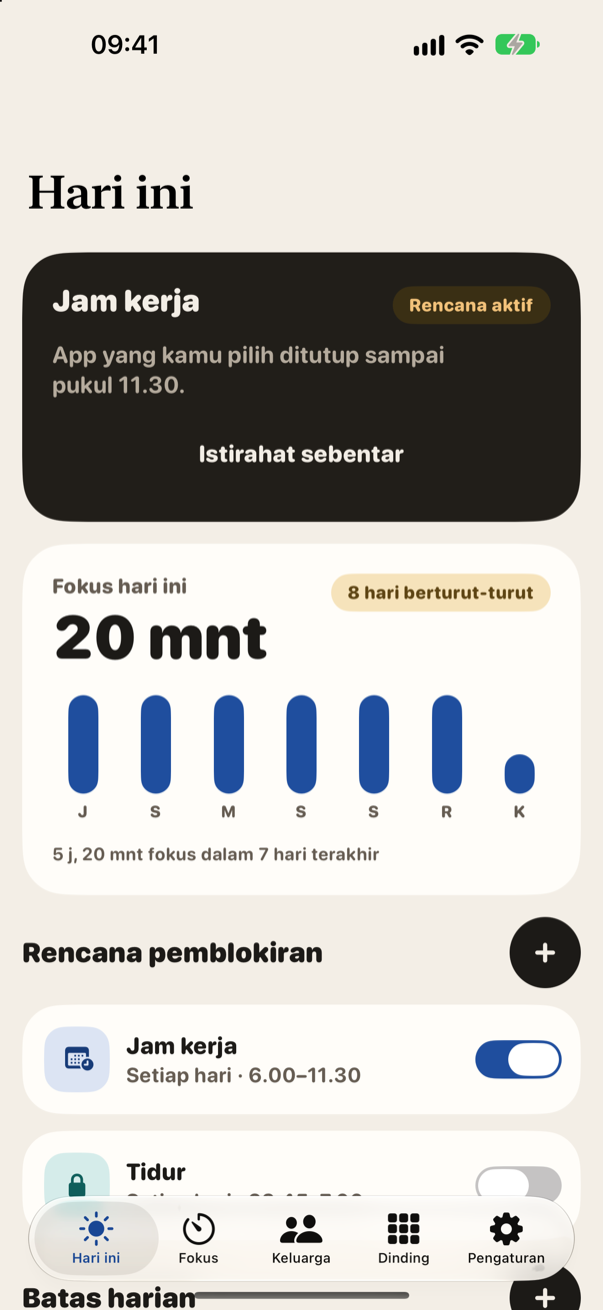 09:41
Hari ini
Jam kerja
Rencana aktif
App yang kamu pilih ditutup sampai
pukul 11.30.
Istirahat sebentar
Fokus hari ini
8 hari berturut-turut
20 mnt
J S M S S R K
5 j, 20 mnt fokus dalam 7 hari terakhir
Rencana pemblokiran
Jam kerja
Setiap hari · 6.00–11.30
Tidur
Hari ini
Fokus
Keluarga
Dinding
Pengaturan
Batas harian